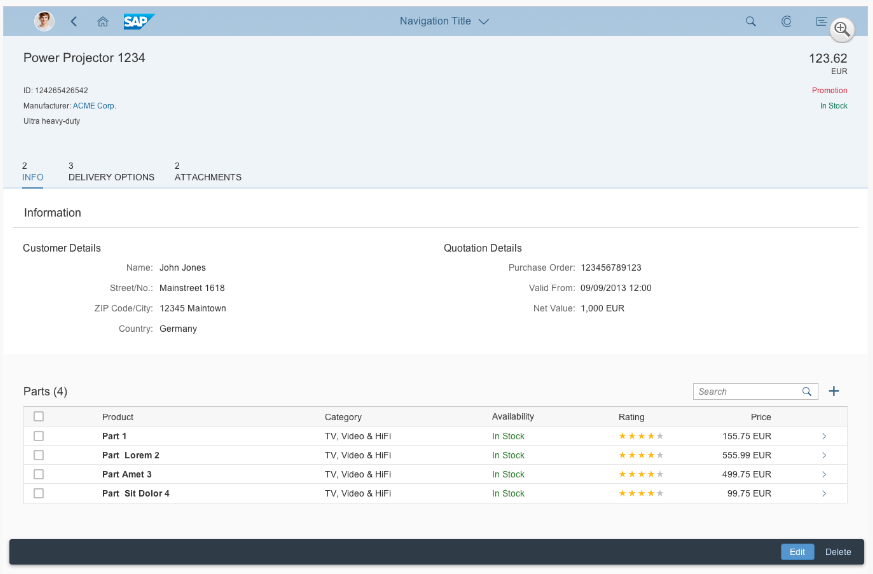 SAP
Navigation Title
Power Projector 1234
123.62
EUR
ID: 124265426542
Promotion
Manufacturer: ACME Corp.
In Stock
Ultra heavy-duty
2 3 2
INFO DELIVERY OPTIONS ATTACHMENTS
Information
Customer Details
Name: John Jones
Street/No.: Mainstreet 1618
ZIP Code/City: 12345 Maintown
Country: Germany
Quotation Details
Purchase Order: 123456789123
Valid From: 09/09/2013 12:00
Net Value: 1,000 EUR
Parts (4)
Search
Product Category Availability Rating Price
Part 1 TV, Video & HiFi In Stock 155.75 EUR
Part Lorem 2 TV, Video & HiFi In Stock 555.99 EUR
Part Amet 3 TV, Video & HiFi In Stock 499.75 EUR
Part Sit Dolor 4 TV, Video & HiFi In Stock 99.75 EUR
Edit Delete